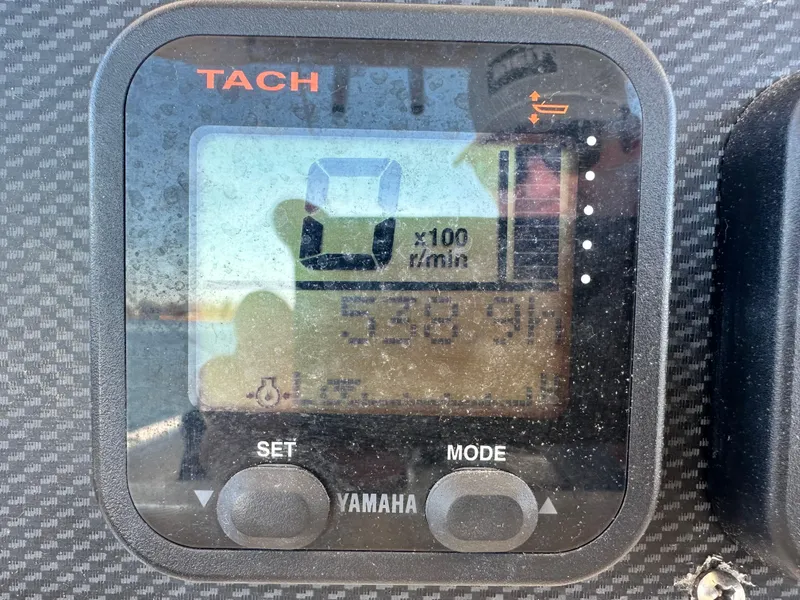 TACH
0
x100
r/min
538.9h
SET
MODE
YAMAHA